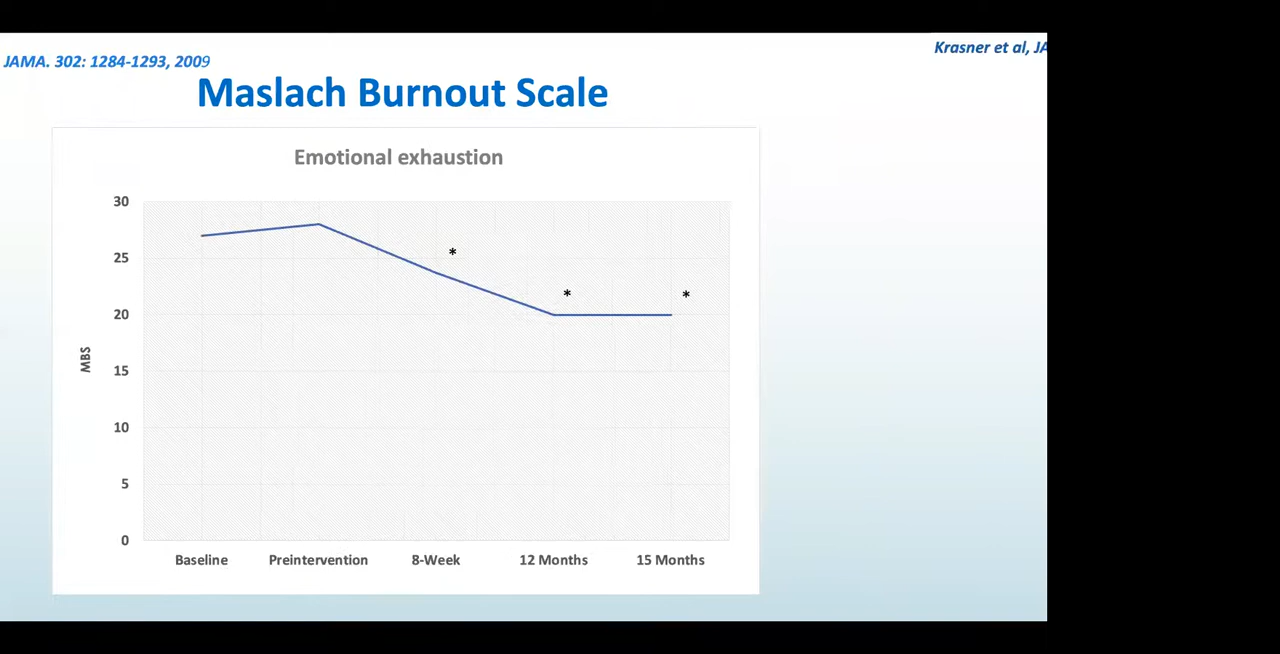 Krasner et al, JA
JAMA. 302: 1284-1293, 2009
Maslach Burnout Scale
Emotional exhaustion
30
25
20
15
10
5
0
MBS
*
*
*
Baseline Preintervention 8-Week 12 Months 15 Months